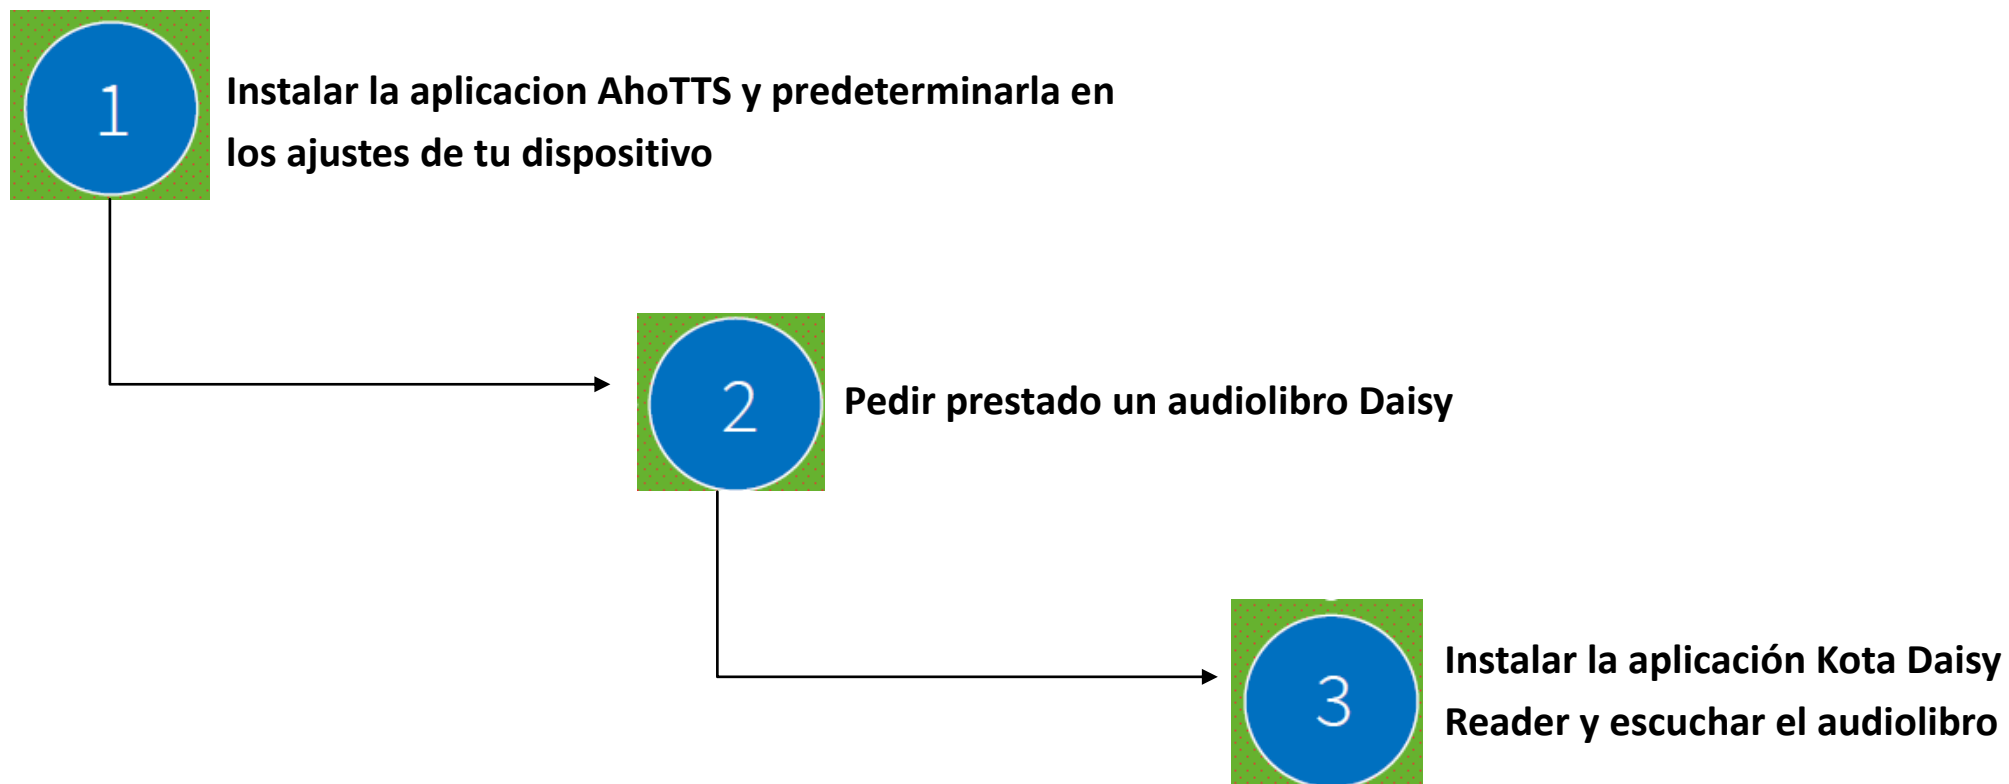 1
Instalar la aplicacion AhoTTS y predeterminarla en
los ajustes de tu dispositivo
2
Pedir prestado un audiolibro Daisy
3
Instalar la aplicación Kota Daisy
Reader y escuchar el audiolibro